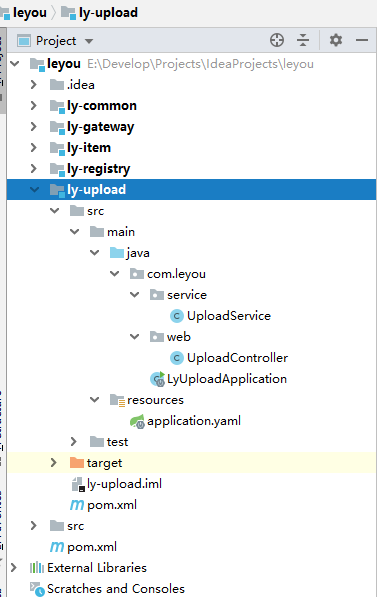 leyou ly-upload
Project
leyou E:\Develop\Projects\IdeaProjects\leyou
.idea
ly-common
ly-gateway
ly-item
ly-registry
ly-upload
src
main
java
com.leyou
service
UploadService
web
UploadController
LyUploadApplication
resources
application.yaml
test
target
ly-upload.iml
pom.xml
src
pom.xml
External Libraries
Scratches and Consoles